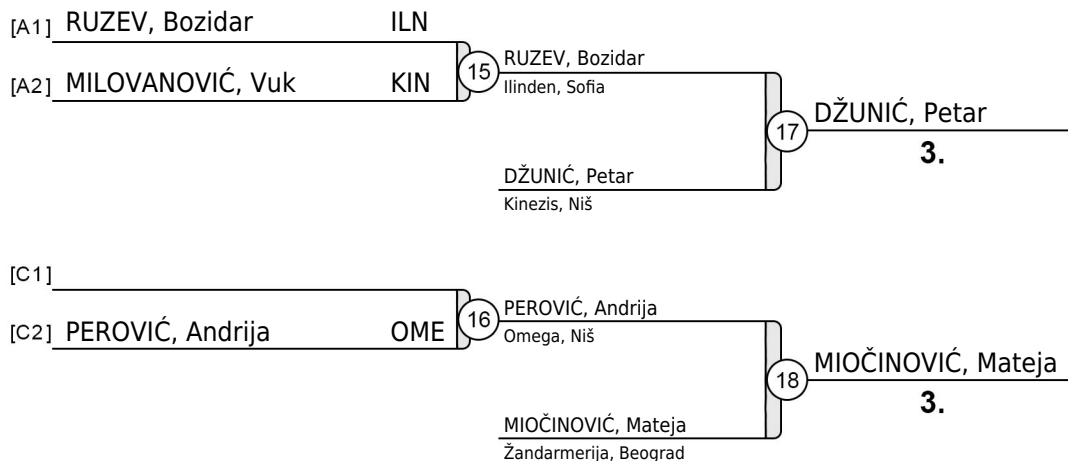 [A1] RUZEV, Bozidar ILN
[A2] MILOVANOVIĆ, Vuk KIN
15
RUZEV, Bozidar
Ilinden, Sofia
DŽUNIĆ, Petar
Kinezis, Niš
17
DŽUNIĆ, Petar
3.
[C1]
[C2] PEROVIĆ, Andrija OME
16
PEROVIĆ, Andrija
Omega, Niš
MIOČINOVIĆ, Mateja
Žandarmerija, Beograd
18
MIOČINOVIĆ, Mateja
3.